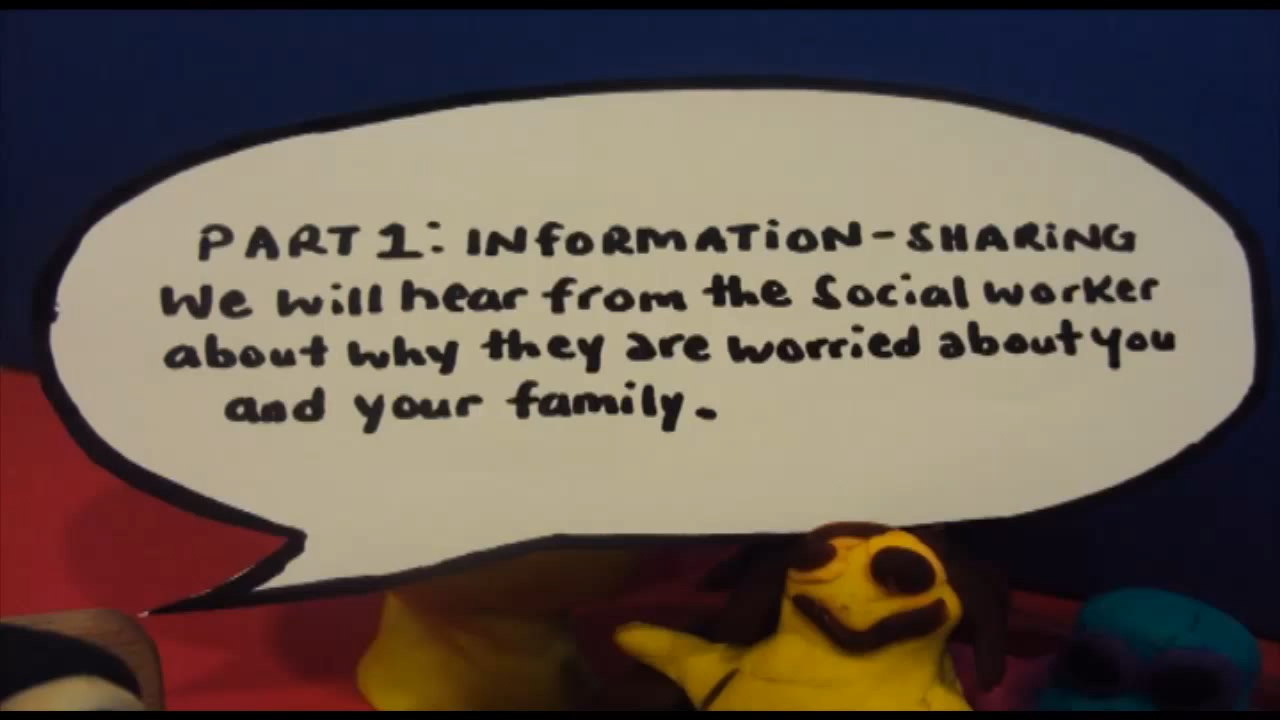 PART 1: INFORMATION-SHARING
We will hear from the Social worker
about why they are worried about you
and your family.